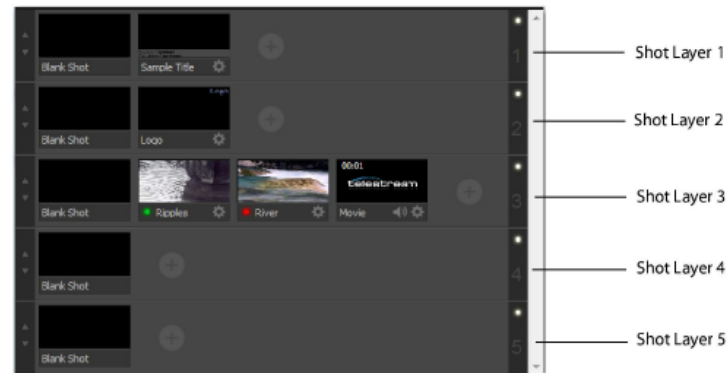 Blank Shot
Sample Title
1
Shot Layer 1
Logo
Blank Shot
Logo
2
Shot Layer 2
00:01
telestream
Blank Shot
Ripples
River
Movie
3
Shot Layer 3
Blank Shot
4
Shot Layer 4
Blank Shot
5
Shot Layer 5